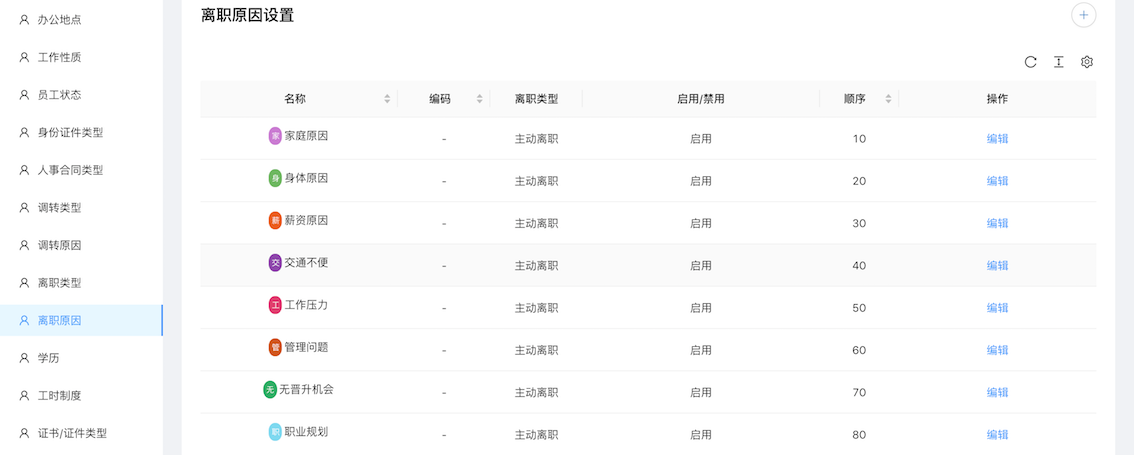 办公地点
工作性质
员工状态
身份证件类型
人事合同类型
调转类型
调转原因
离职类型
离职原因
学历
工时制度
证书/证件类型
离职原因设置
名称 编码 离职类型 启用/禁用 顺序 操作
家 家庭原因 - 主动离职 启用 10 编辑
身 身体原因 - 主动离职 启用 20 编辑
薪 薪资原因 - 主动离职 启用 30 编辑
交 交通不便 - 主动离职 启用 40 编辑
工 工作压力 - 主动离职 启用 50 编辑
管 管理问题 - 主动离职 启用 60 编辑
无 无晋升机会 - 主动离职 启用 70 编辑
职 职业规划 - 主动离职 启用 80 编辑